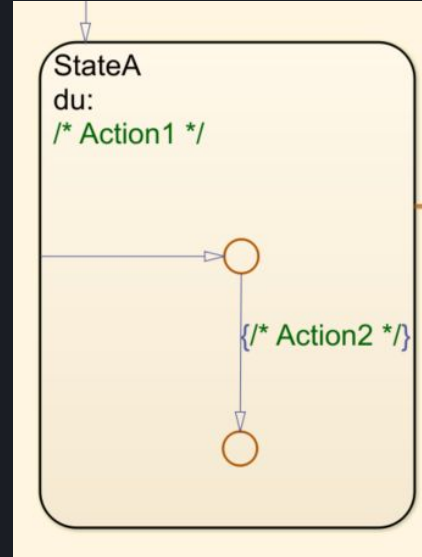 StateA
du:
/* Action1 */
{/* Action2 */}